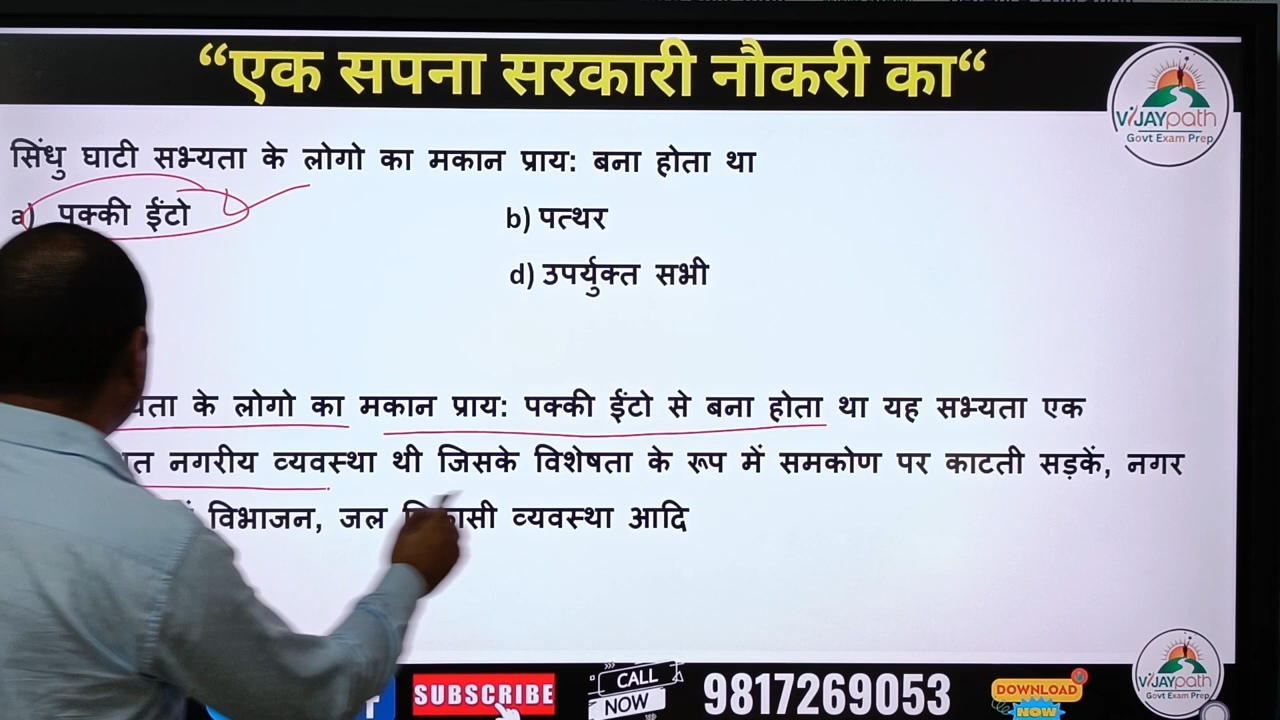 “एक सपना सरकारी नौकरी का“
VIJAYpath
Govt Exam Prep
सिंधु घाटी सभ्यता के लोगो का मकान प्राय: बना होता था
a) पक्की ईंटो
b) पत्थर
d) उपर्युक्त सभी
के लोगो का मकान प्राय: पक्की ईंटो से बना होता था यह सभ्यता एक
नगरीय व्यवस्था थी जिसके विशेषता के रूप में समकोण पर काटती सड़कें, नगर
विभाजन, जल व्यवस्था आदि
SUBSCRIBE
CALL
NOW
9817269053
DOWNLOAD
NOW
VIJAYpath
Govt Exam Prep